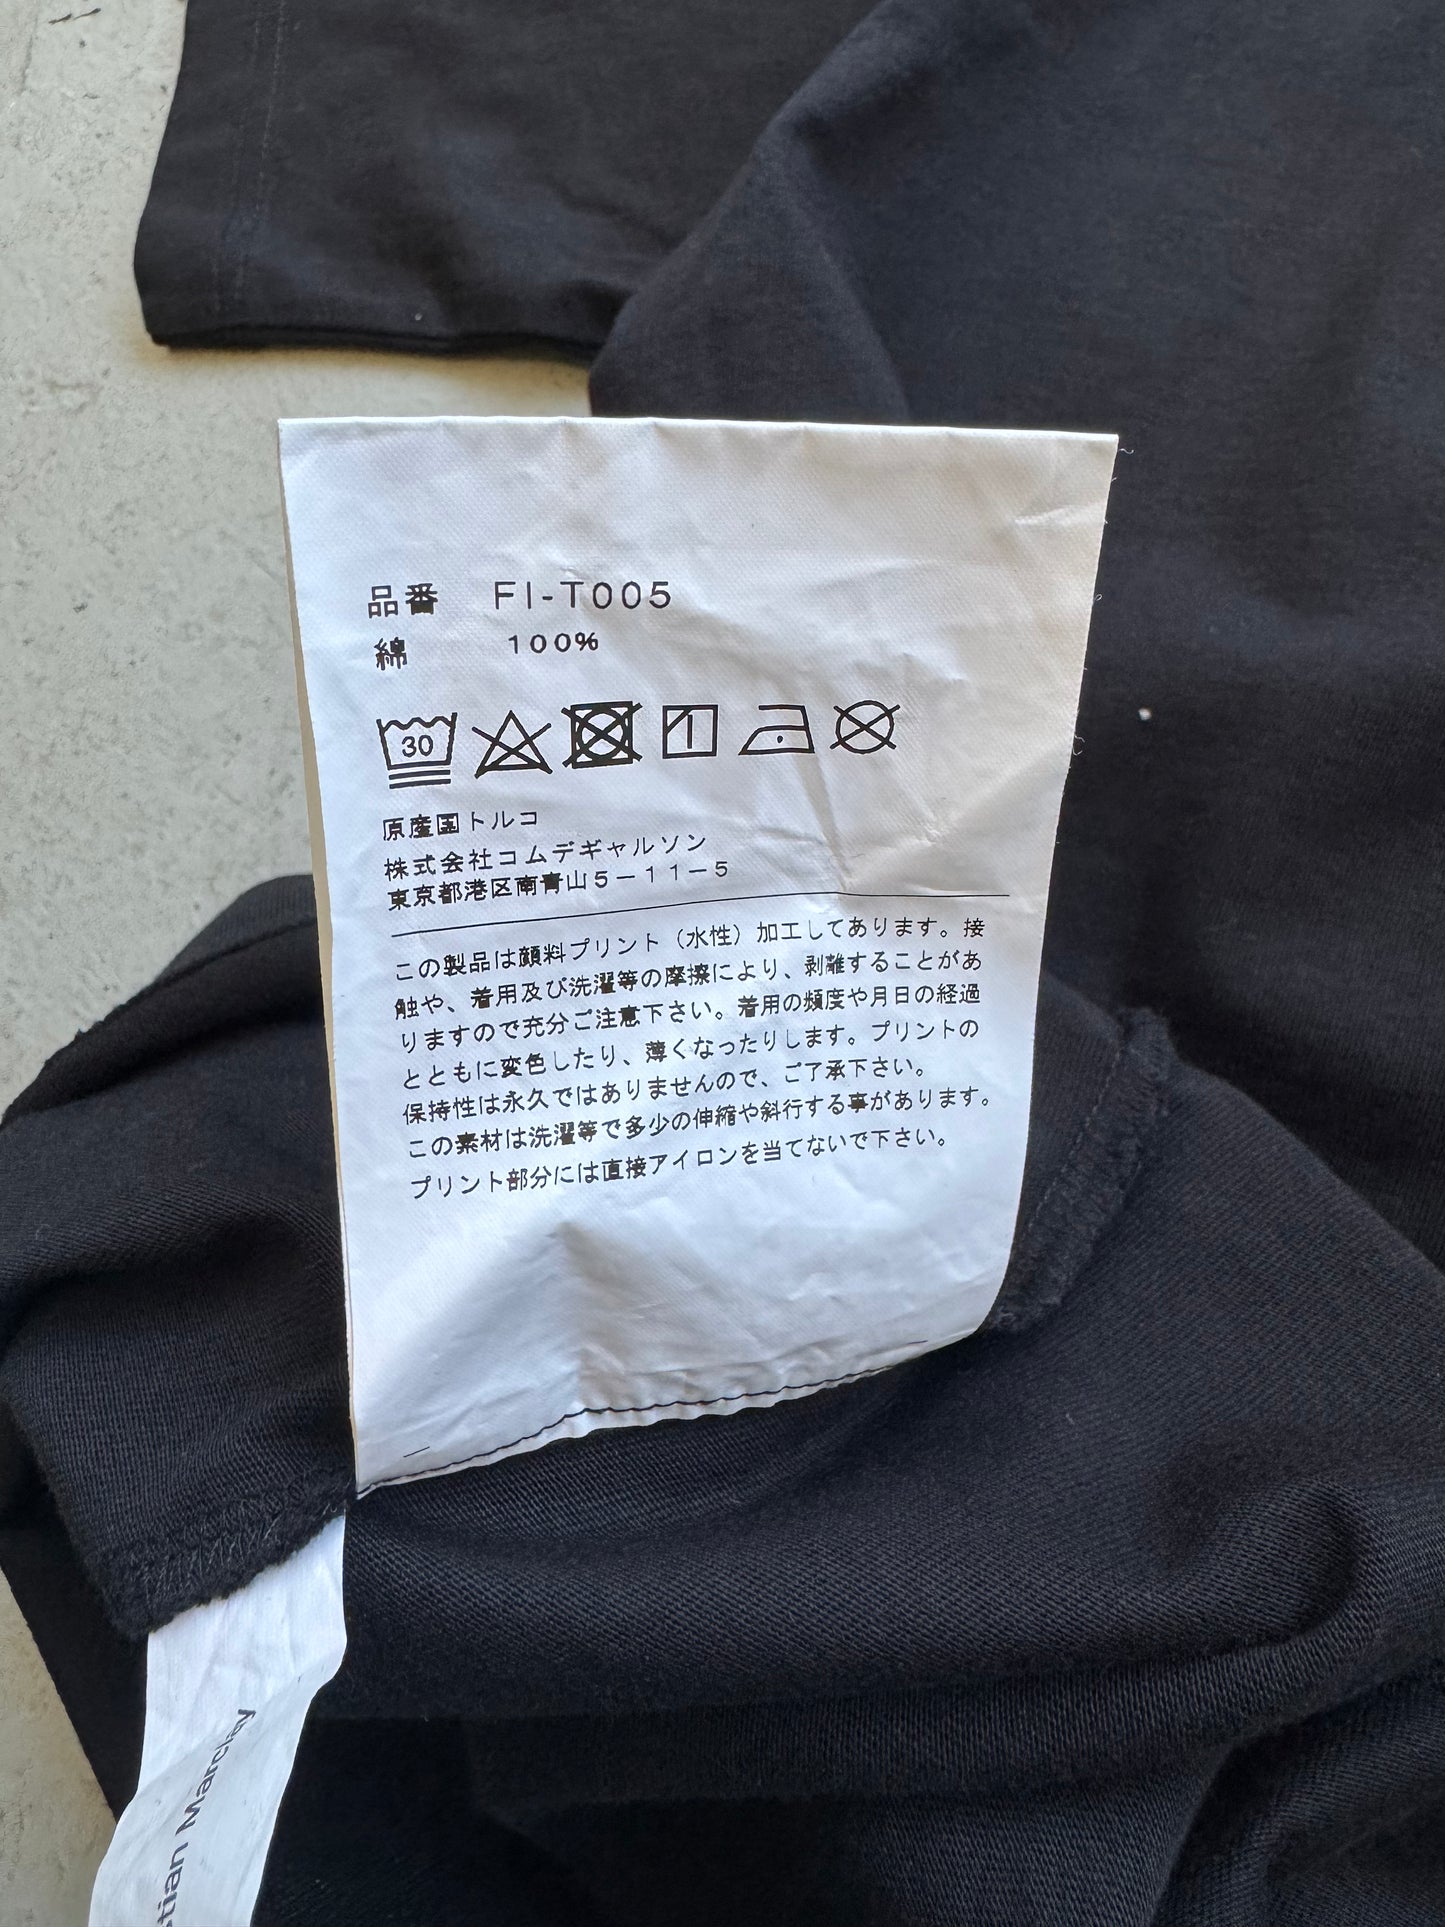 品番 FI-T005
綿 100%
30
原産国トルコ
株式会社コムデギャルソン
東京都港区南青山5-11-5
この製品は顔料プリント（水性）加工してあります。接
触や、着用及び洗濯等の摩擦により、剥離することがあ
りますので充分ご注意下さい。着用の頻度や月日の経過
とともに変色したり、薄くなったりします。プリントの
保持性は永久ではありませんので、ご了承下さい。
この素材は洗濯等で多少の伸縮や斜行する事があります。
プリント部分には直接アイロンを当てないで下さい。
stian Marclay